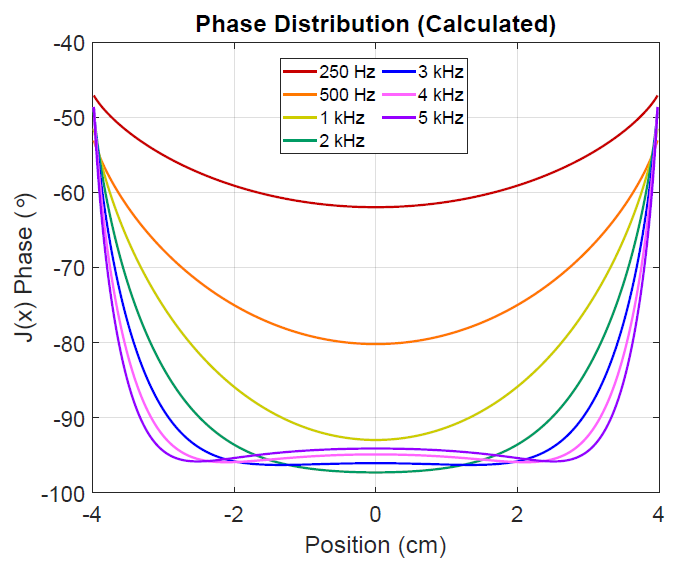 Phase Distribution (Calculated)
-40
-50
-60
-70
-80
-90
-100
J(x) Phase (°)
250 Hz 3 kHz
500 Hz 4 kHz
1 kHz 5 kHz
2 kHz
-4 -2 0 2 4
Position (cm)